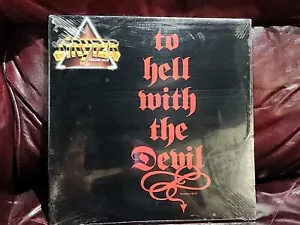 STRYPER
to
hell
with
the
Devil